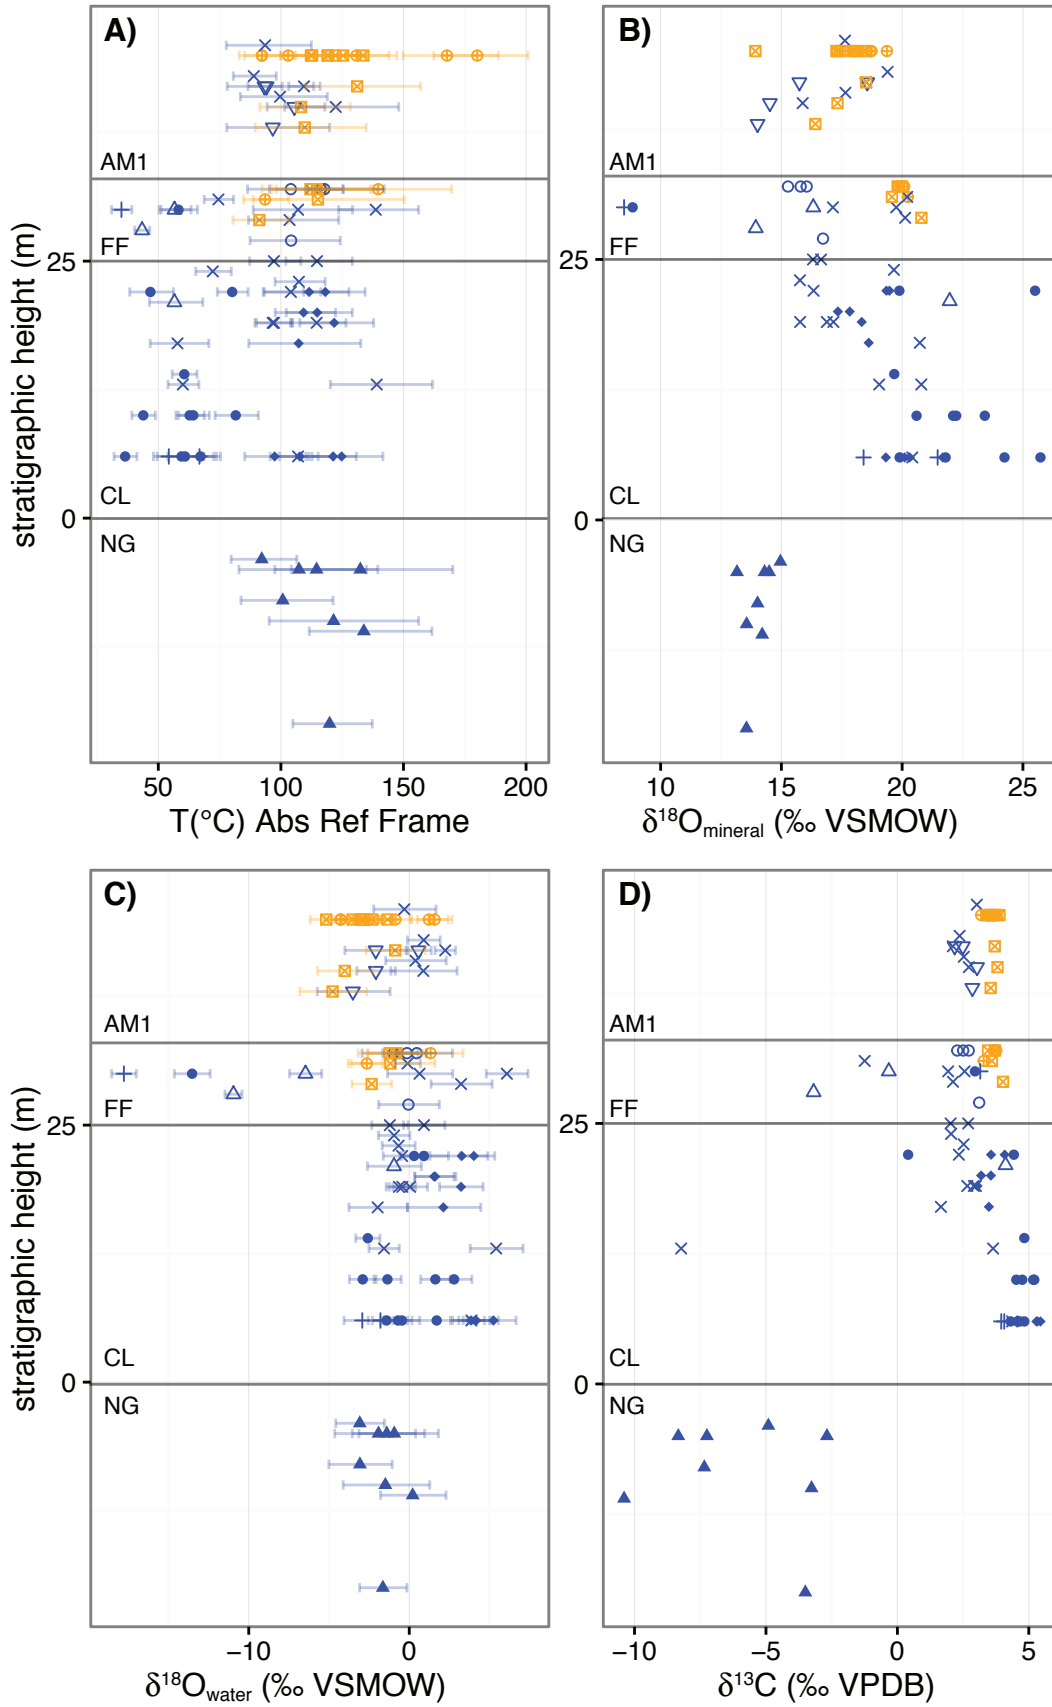 A)
B)
AM1
AM1
FF
FF
25
25
stratigraphic height (m)
CL
CL
0
0
NG
NG
50
100
150
200
10
15
20
25
T(°C) Abs Ref Frame
δ18Omineral (‰ VSMOW)
C)
D)
AM1
AM1
FF
FF
25
25
stratigraphic height (m)
CL
CL
0
0
NG
NG
−10
0
−10
−5
0
5
δ18Owater (‰ VSMOW)
δ13C (‰ VPDB)